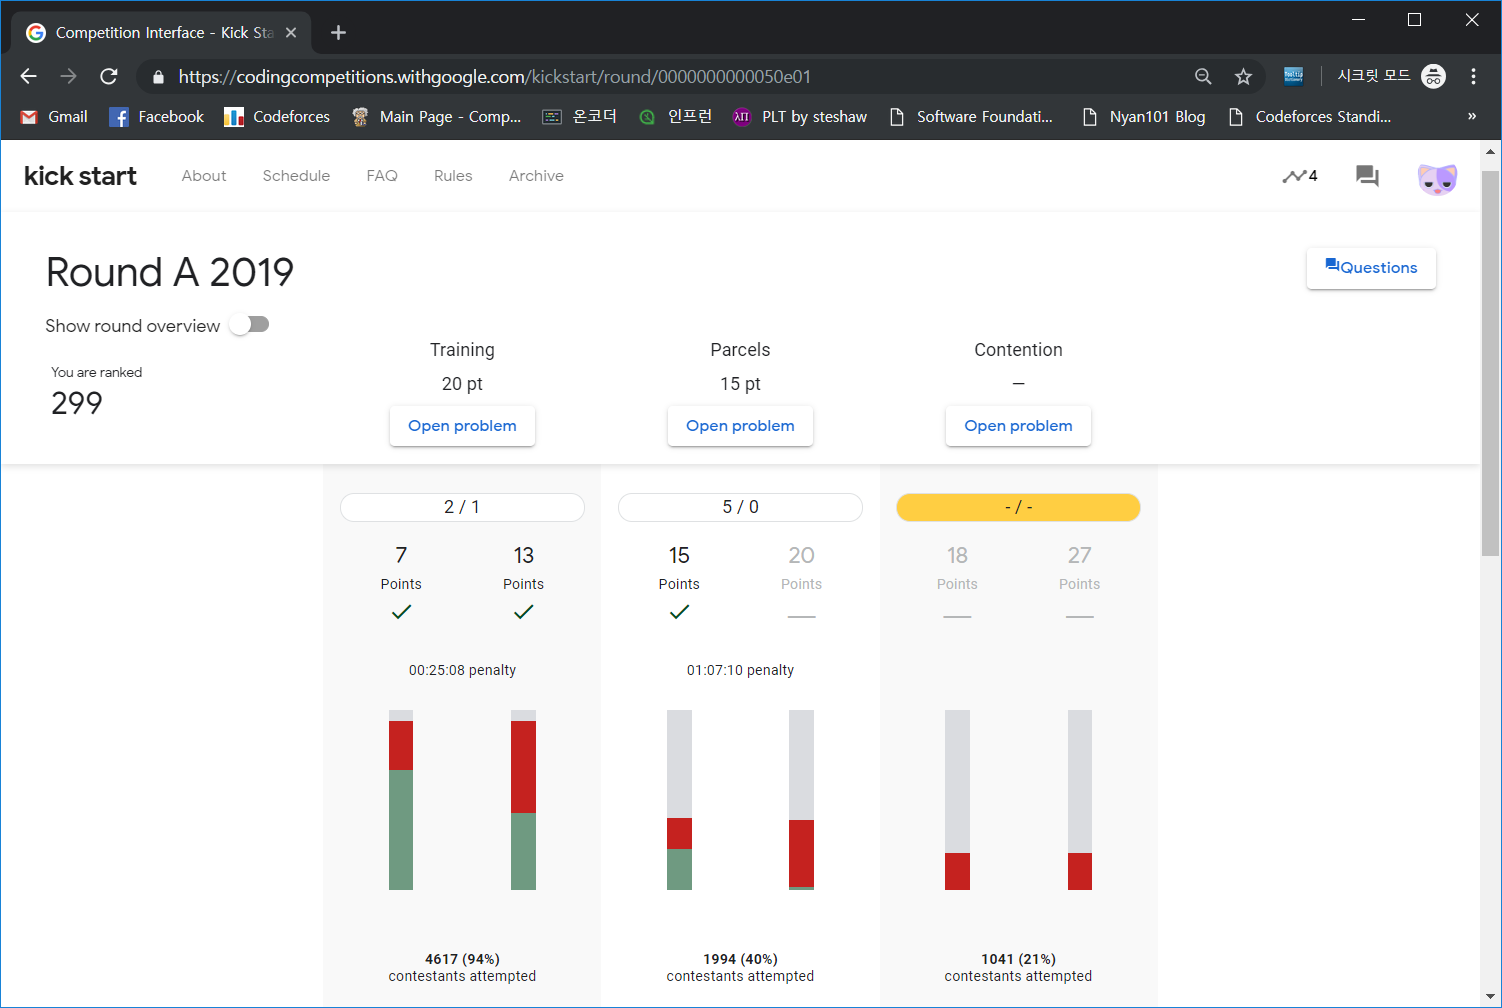 Competition Interface - Kick Sta
https://codingcompetitions.withgoogle.com/kickstart/round/0000000000050e01
시크릿 모드
Gmail
Facebook
Codeforces
Main Page - Comp...
온코더
인프런
λΠ PLT by steshaw
Software Foundati...
Nyan101 Blog
Codeforces Standi...
»
kick start
About
Schedule
FAQ
Rules
Archive
4
Round A 2019
Questions
Show round overview
You are ranked
299
Training
Parcels
Contention
20 pt
15 pt
—
Open problem
Open problem
Open problem
2 / 1
5 / 0
- / -
7
13
15
20
18
27
Points
Points
Points
Points
Points
Points
00:25:08 penalty
01:07:10 penalty
4617 (94%)
contestants attempted
1994 (40%)
contestants attempted
1041 (21%)
contestants attempted